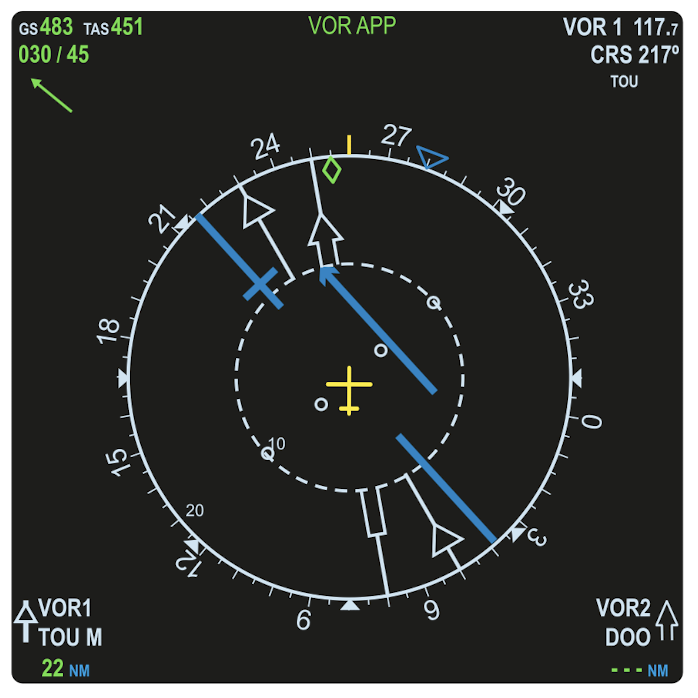 GS 483 TAS 451
VOR APP
VOR 1 117.7
030 / 45
CRS 217º
TOU
24
27
21
30
33
18
0
15
10
20
12
3
6
9
VOR1
TOU M
22 NM
VOR2
DOO
--- NM